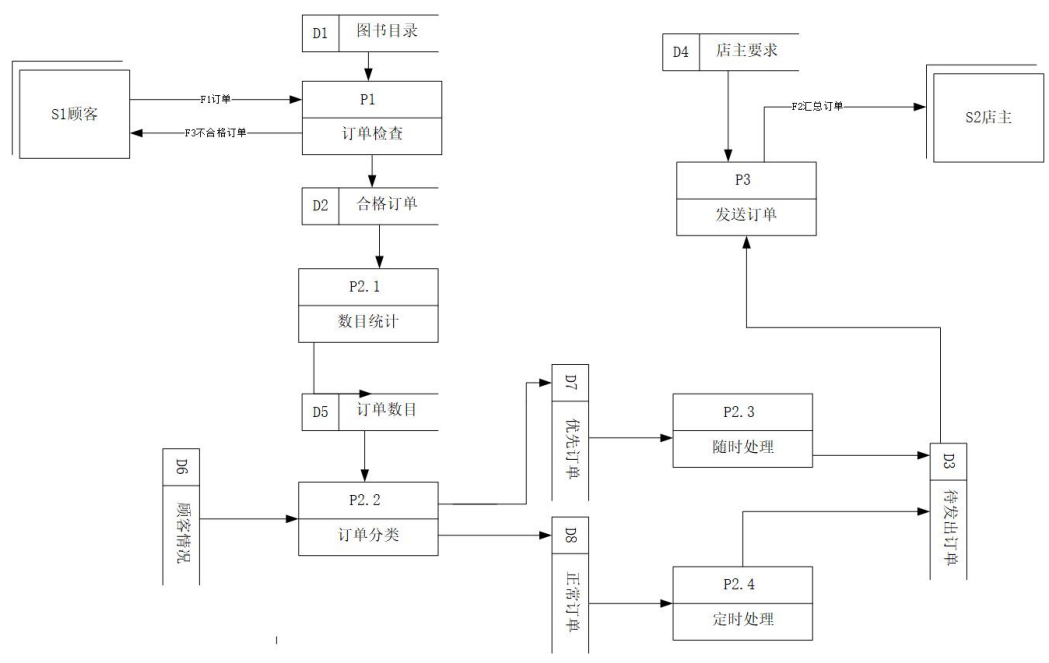 D1 图书目录
S1顾客
F1订单
F3不合格订单
P1
订单检查
D2 合格订单
P2.1
数目统计
D5 订单数目
D6 顾客情况
P2.2
订单分类
D7 优先订单
D8 正常订单
P2.3
随时处理
P2.4
定时处理
D3 待发出订单
D4 店主要求
P3
发送订单
F2汇总订单
S2店主